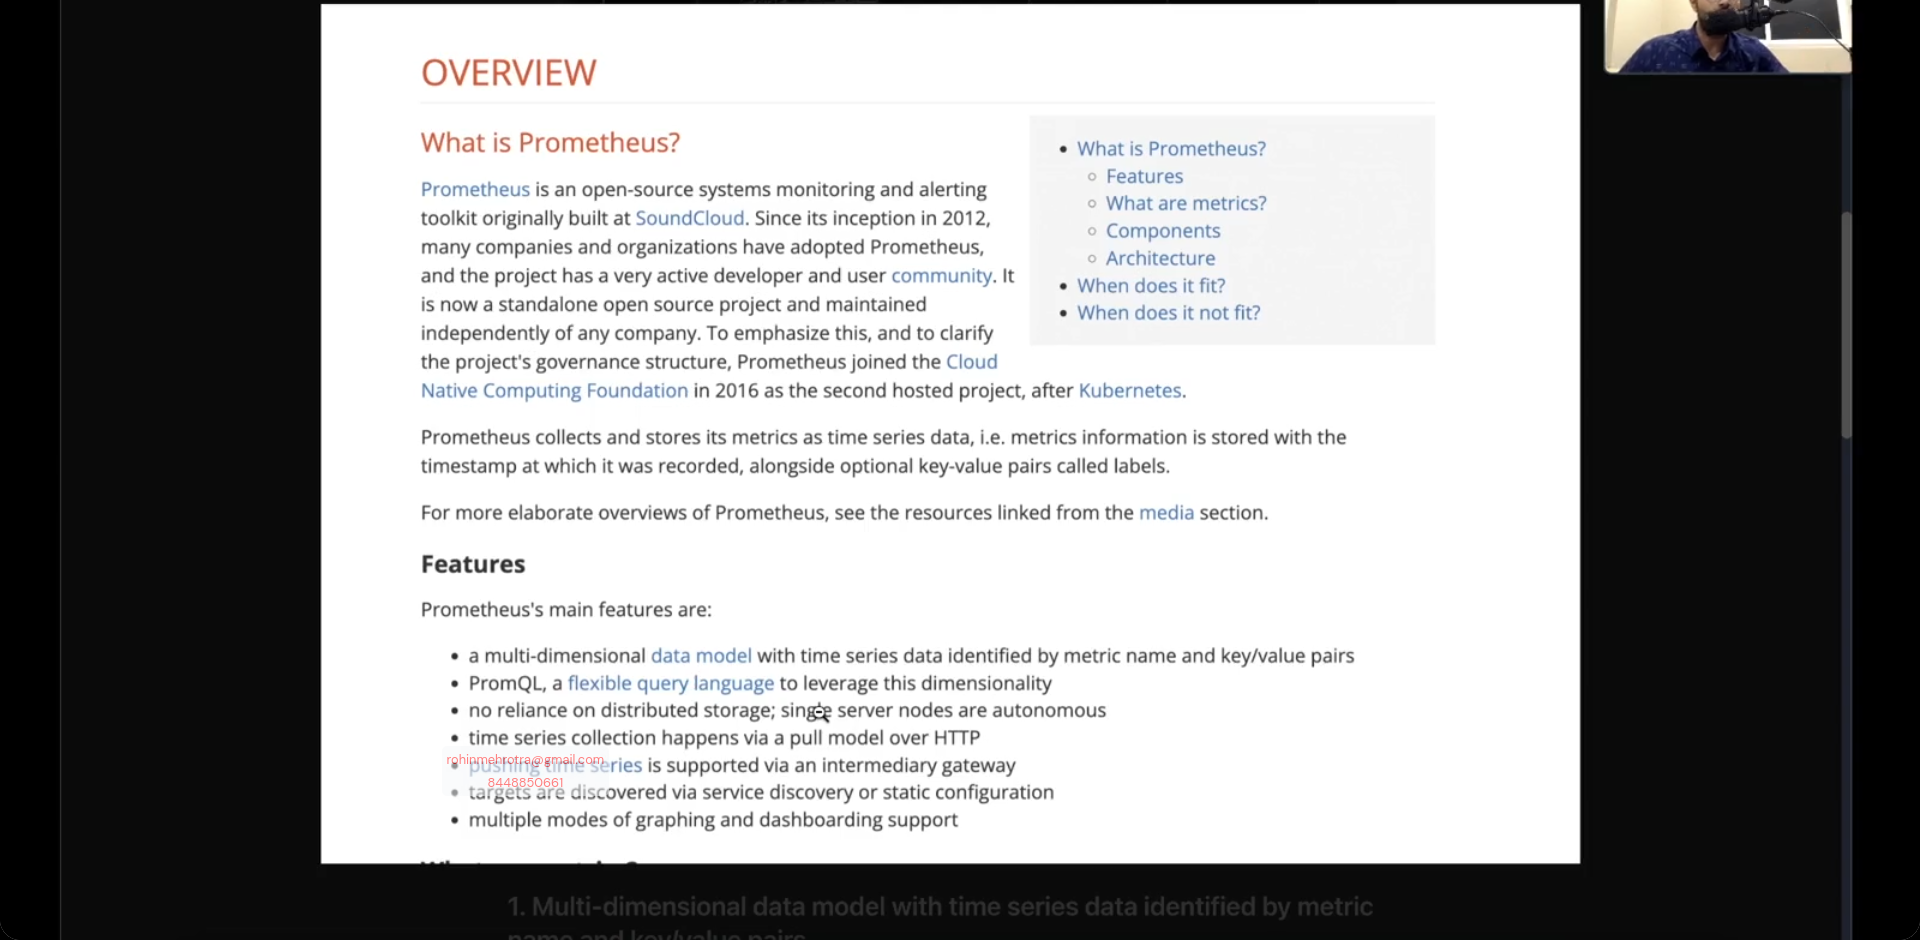 OVERVIEW
What is Prometheus?
Prometheus is an open-source systems monitoring and alerting
toolkit originally built at SoundCloud. Since its inception in 2012,
many companies and organizations have adopted Prometheus,
and the project has a very active developer and user community. It
is now a standalone open source project and maintained
independently of any company. To emphasize this, and to clarify
the project's governance structure, Prometheus joined the Cloud
Native Computing Foundation in 2016 as the second hosted project, after Kubernetes.
• What is Prometheus?
○ Features
○ What are metrics?
○ Components
○ Architecture
• When does it fit?
• When does it not fit?
Prometheus collects and stores its metrics as time series data, i.e. metrics information is stored with the
timestamp at which it was recorded, alongside optional key-value pairs called labels.
For more elaborate overviews of Prometheus, see the resources linked from the media section.
Features
Prometheus's main features are:
• a multi-dimensional data model with time series data identified by metric name and key/value pairs
• PromQL, a flexible query language to leverage this dimensionality
• no reliance on distributed storage; single server nodes are autonomous
• time series collection happens via a pull model over HTTP
rohinmehrotra@gmail.com
• pushing time series is supported via an intermediary gateway
8448850661
• targets are discovered via service discovery or static configuration
• multiple modes of graphing and dashboarding support
1. Multi-dimensional data model with time series data identified by metric
name and key/value pairs